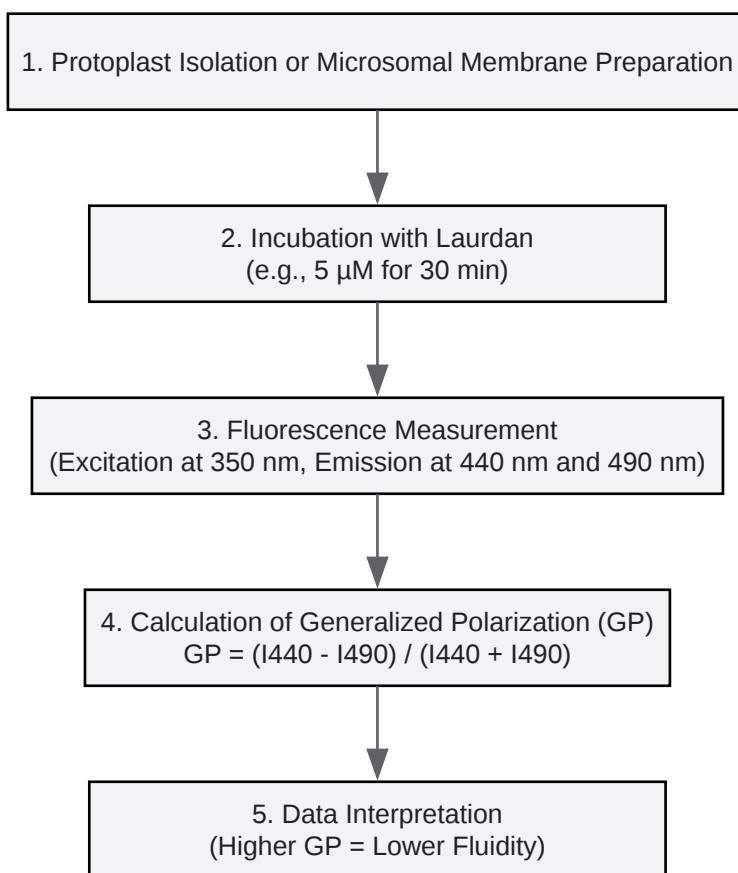 1. Protoplast Isolation or Microsomal Membrane Preparation
2. Incubation with Laurdan
(e.g., 5 µM for 30 min)
3. Fluorescence Measurement
(Excitation at 350 nm, Emission at 440 nm and 490 nm)
4. Calculation of Generalized Polarization (GP)
GP = (I440 - I490) / (I440 + I490)
5. Data Interpretation
(Higher GP = Lower Fluidity)